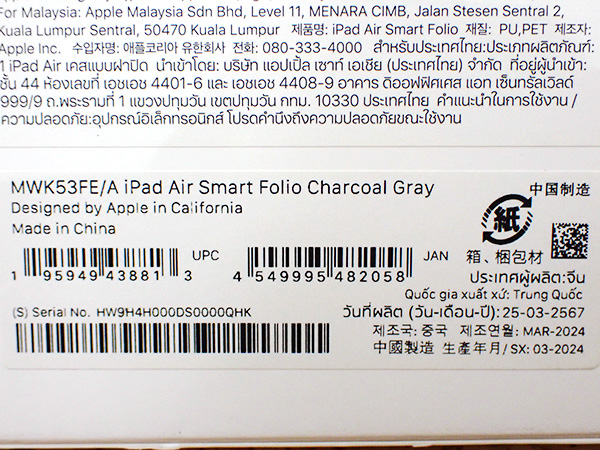 For Malaysia: Apple Malaysia Sdn Bhd, Level 11, MENARA CIMB, Jalan Stesen Sentral 2,
Kuala Lumpur Sentral, 50470 Kuala Lumpur 제품명: iPad Air Smart Folio 재질: PU,PET 제조자:
Apple Inc. 수입자명: 애플코리아 유한회사 전화: 080-333-4000 สำหรับประเทศไทย:ประเภทผลิตภัณฑ์:
1 iPad Air เคสแบบฝาปิด นำเข้าโดย: บริษัท แอปเปิ้ล เซาท์ เอเชีย (ประเทศไทย) จำกัด ที่อยู่ผู้นำเข้า:
ชั้น 44 ห้องเลขที่ เอชเอช 4401-6 และ เอชเอช 4408-9 อาคาร ดิออฟฟิศเศส แอท เซ็นทรัลเวิลด์
999/9 ถ.พระรามที่ 1 แขวงปทุมวัน เขตปทุมวัน กทม. 10330 ประเทศไทย คำแนะนำในการใช้งาน /
ความปลอดภัย:อุปกรณ์อิเล็กทรอนิกส์ โปรดคำนึงถึงความปลอดภัยขณะใช้งาน
MWK53FE/A iPad Air Smart Folio Charcoal Gray
Designed by Apple in California
Made in China
UPC
1 95949 43881 3
JAN
4 549995 482058
(S) Serial No. HW9H4H000DS0000QHK
中国制造
紙
箱、梱包材
ประเทศผู้ผลิต:จีน
Quốc gia xuất xứ: Trung Quốc
วันที่ผลิต (วัน-เดือน-ปี):25-03-2567
제조국: 중국 제조연월: MAR-2024
中國製造 生產年月/SX: 03-2024